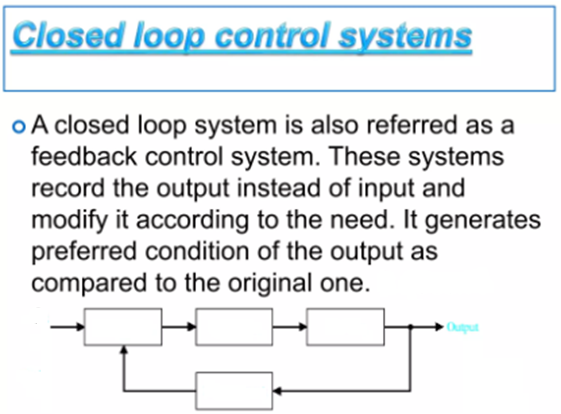 Closed loop control systems
A closed loop system is also referred as a
feedback control system. These systems
record the output instead of input and
modify it according to the need. It generates
preferred condition of the output as
compared to the original one.
Output